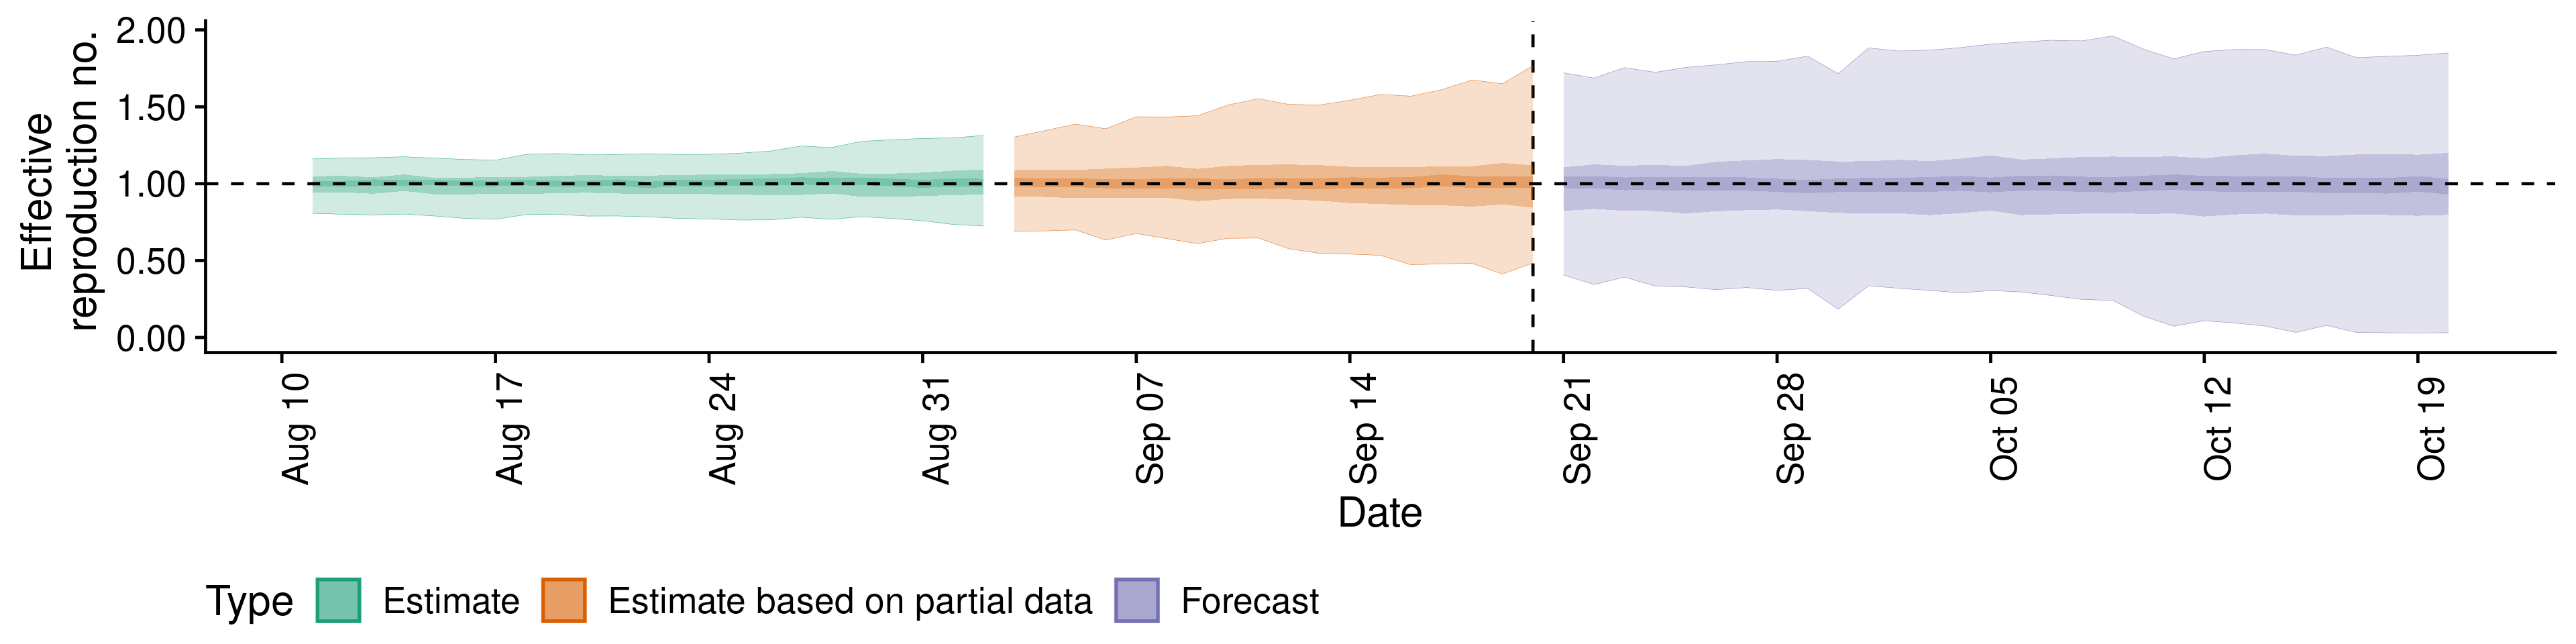 Effective
reproduction no.
2.00
1.50
1.00
0.50
0.00
Aug 10
Aug 17
Aug 24
Aug 31
Sep 07
Sep 14
Sep 21
Sep 28
Oct 05
Oct 12
Oct 19
Date
Type Estimate Estimate based on partial data Forecast